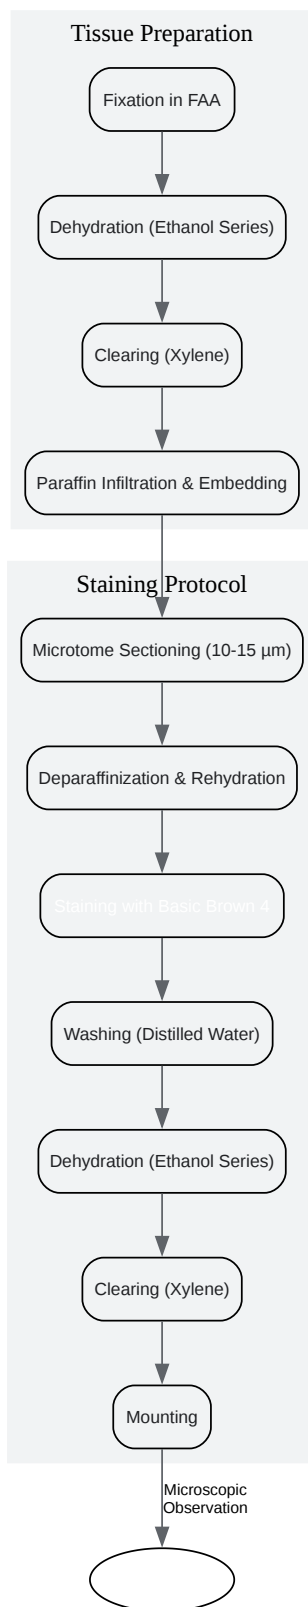 Tissue Preparation
Fixation in FAA
Dehydration (Ethanol Series)
Clearing (Xylene)
Paraffin Infiltration & Embedding
Staining Protocol
Microtome Sectioning (10-15 µm)
Deparaffinization & Rehydration
Staining with Basic Brown 4
Washing (Distilled Water)
Dehydration (Ethanol Series)
Clearing (Xylene)
Mounting
Microscopic
Observation